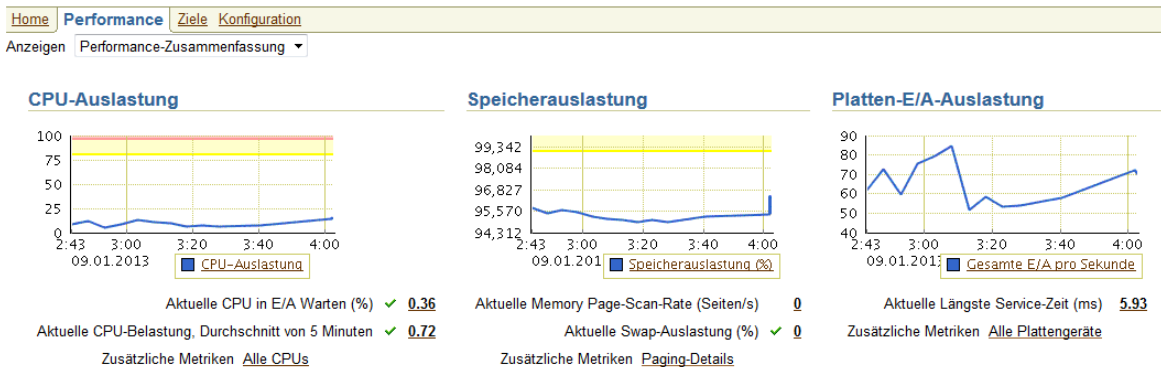 Home Performance Ziele Konfiguration
Anzeigen Performance-Zusammenfassung
CPU-Auslastung
100
75
50
25
0
2:43 3:00 3:20 3:40 4:00
09.01.2013
CPU-Auslastung
Aktuelle CPU in E/A Warten (%) 0.36
Aktuelle CPU-Belastung, Durchschnitt von 5 Minuten 0.72
Zusätzliche Metriken Alle CPUs
Speicherauslastung
99,342
98,084
96,827
95,570
94,312
2:43 3:00 3:20 3:40 4:00
09.01.201
Speicherauslastung (%)
Aktuelle Memory Page-Scan-Rate (Seiten/s) 0
Aktuelle Swap-Auslastung (%) 0
Zusätzliche Metriken Paging-Details
Platten-E/A-Auslastung
90
80
70
60
50
40
2:43 3:00 3:20 3:40 4:00
09.01.201
Gesamte E/A pro Sekunde
Aktuelle Längste Service-Zeit (ms) 5.93
Zusätzliche Metriken Alle Plattengeräte